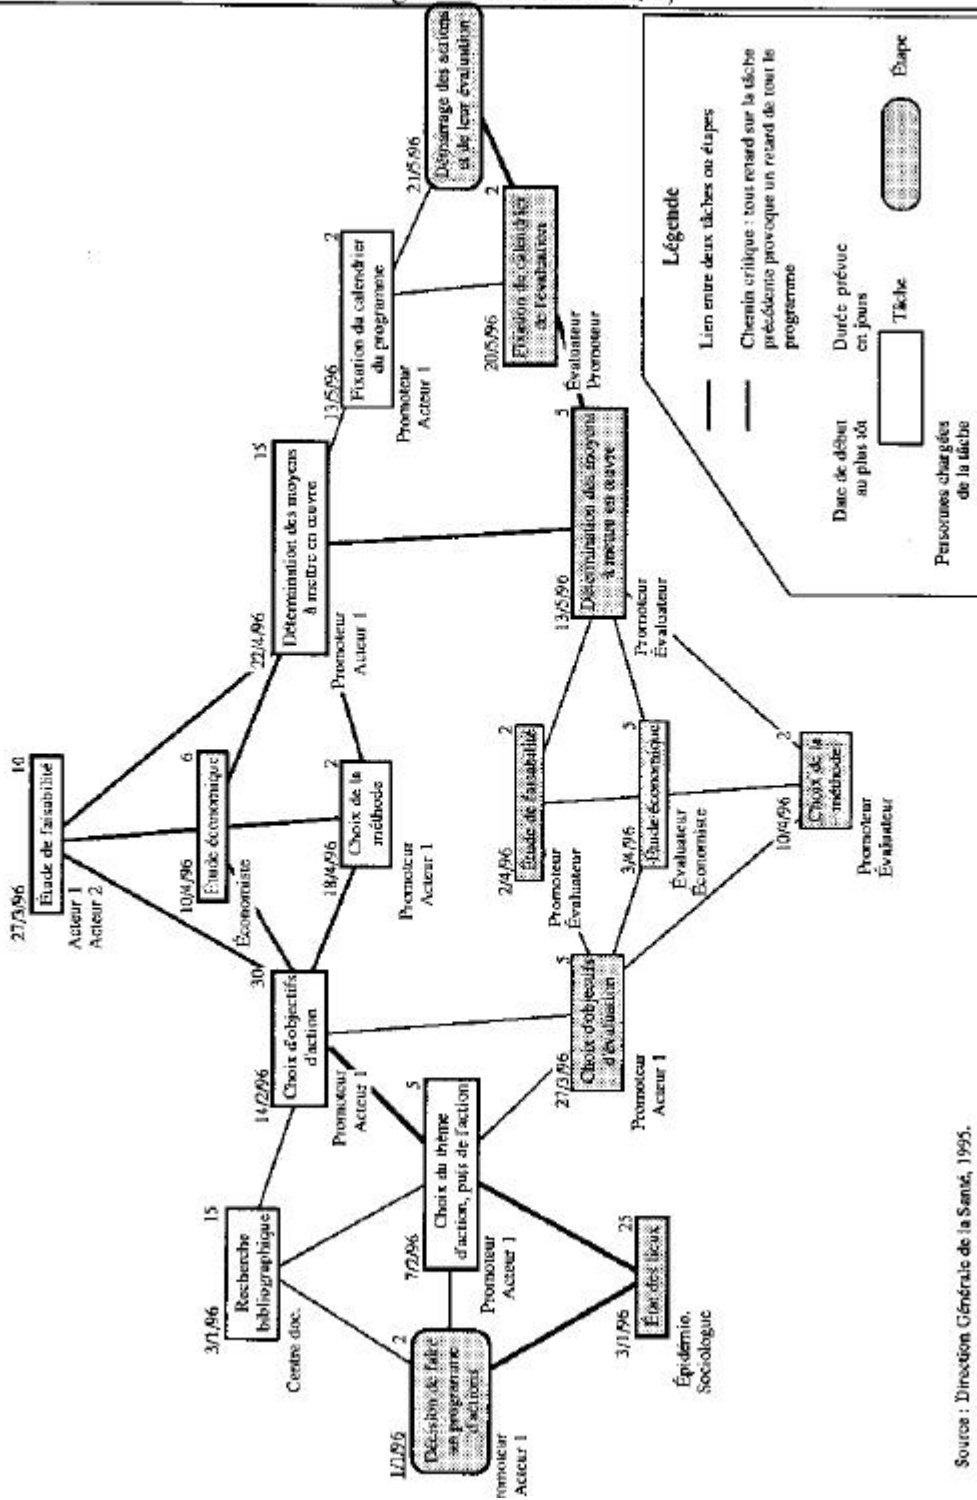 1/1/96
2
Décision de faire
un programme
d'actions
Promoteur
Acteur 1
3/1/96
15
Recherche
bibliographique
Centre doc.
3/1/96
25
État des lieux
Épidémio.
Sociologue
7/2/96
5
Choix du thème
d'action, puis de l'action
Promoteur
Acteur 1
14/2/96
30
Choix d'objectifs
d'action
Promoteur
Acteur 1
27/3/96
5
Choix d'objectifs
d'évaluation
Promoteur
Acteur 1
27/3/96
10
Étude de faisabilité
Acteur 1
Acteur 2
10/4/96
6
Étude économique
Économiste
18/4/96
2
Choix de la
méthode
Promoteur
Acteur 1
2/4/96
2
Étude de faisabilité
Promoteur
Évaluateur
3/4/96
5
Étude économique
Évaluateur
Économiste
10/4/96
2
Choix de la
méthode
Promoteur
Évaluateur
22/4/96
15
Détermination des moyens
à mettre en œuvre
Promoteur
Acteur 1
13/5/96
5
Détermination des moyens
à mettre en œuvre
Promoteur
Évaluateur
13/5/96
2
Fixation du calendrier
du programme
Promoteur
Acteur 1
20/5/96
2
Fixation de calendrier
de l'évaluation
Évaluateur
Promoteur
21/5/96
Démarrage des actions
et de leur évaluation
Légende
Lien entre deux tâches ou étapes
Chemin critique : tout retard sur la tâche
précédente provoque un retard de tout le
programme
Date de début
au plus tôt
Durée prévue
en jours
Tâche
Étape
Personnes chargées
de la tâche
Source : Direction Générale de la Santé, 1995.